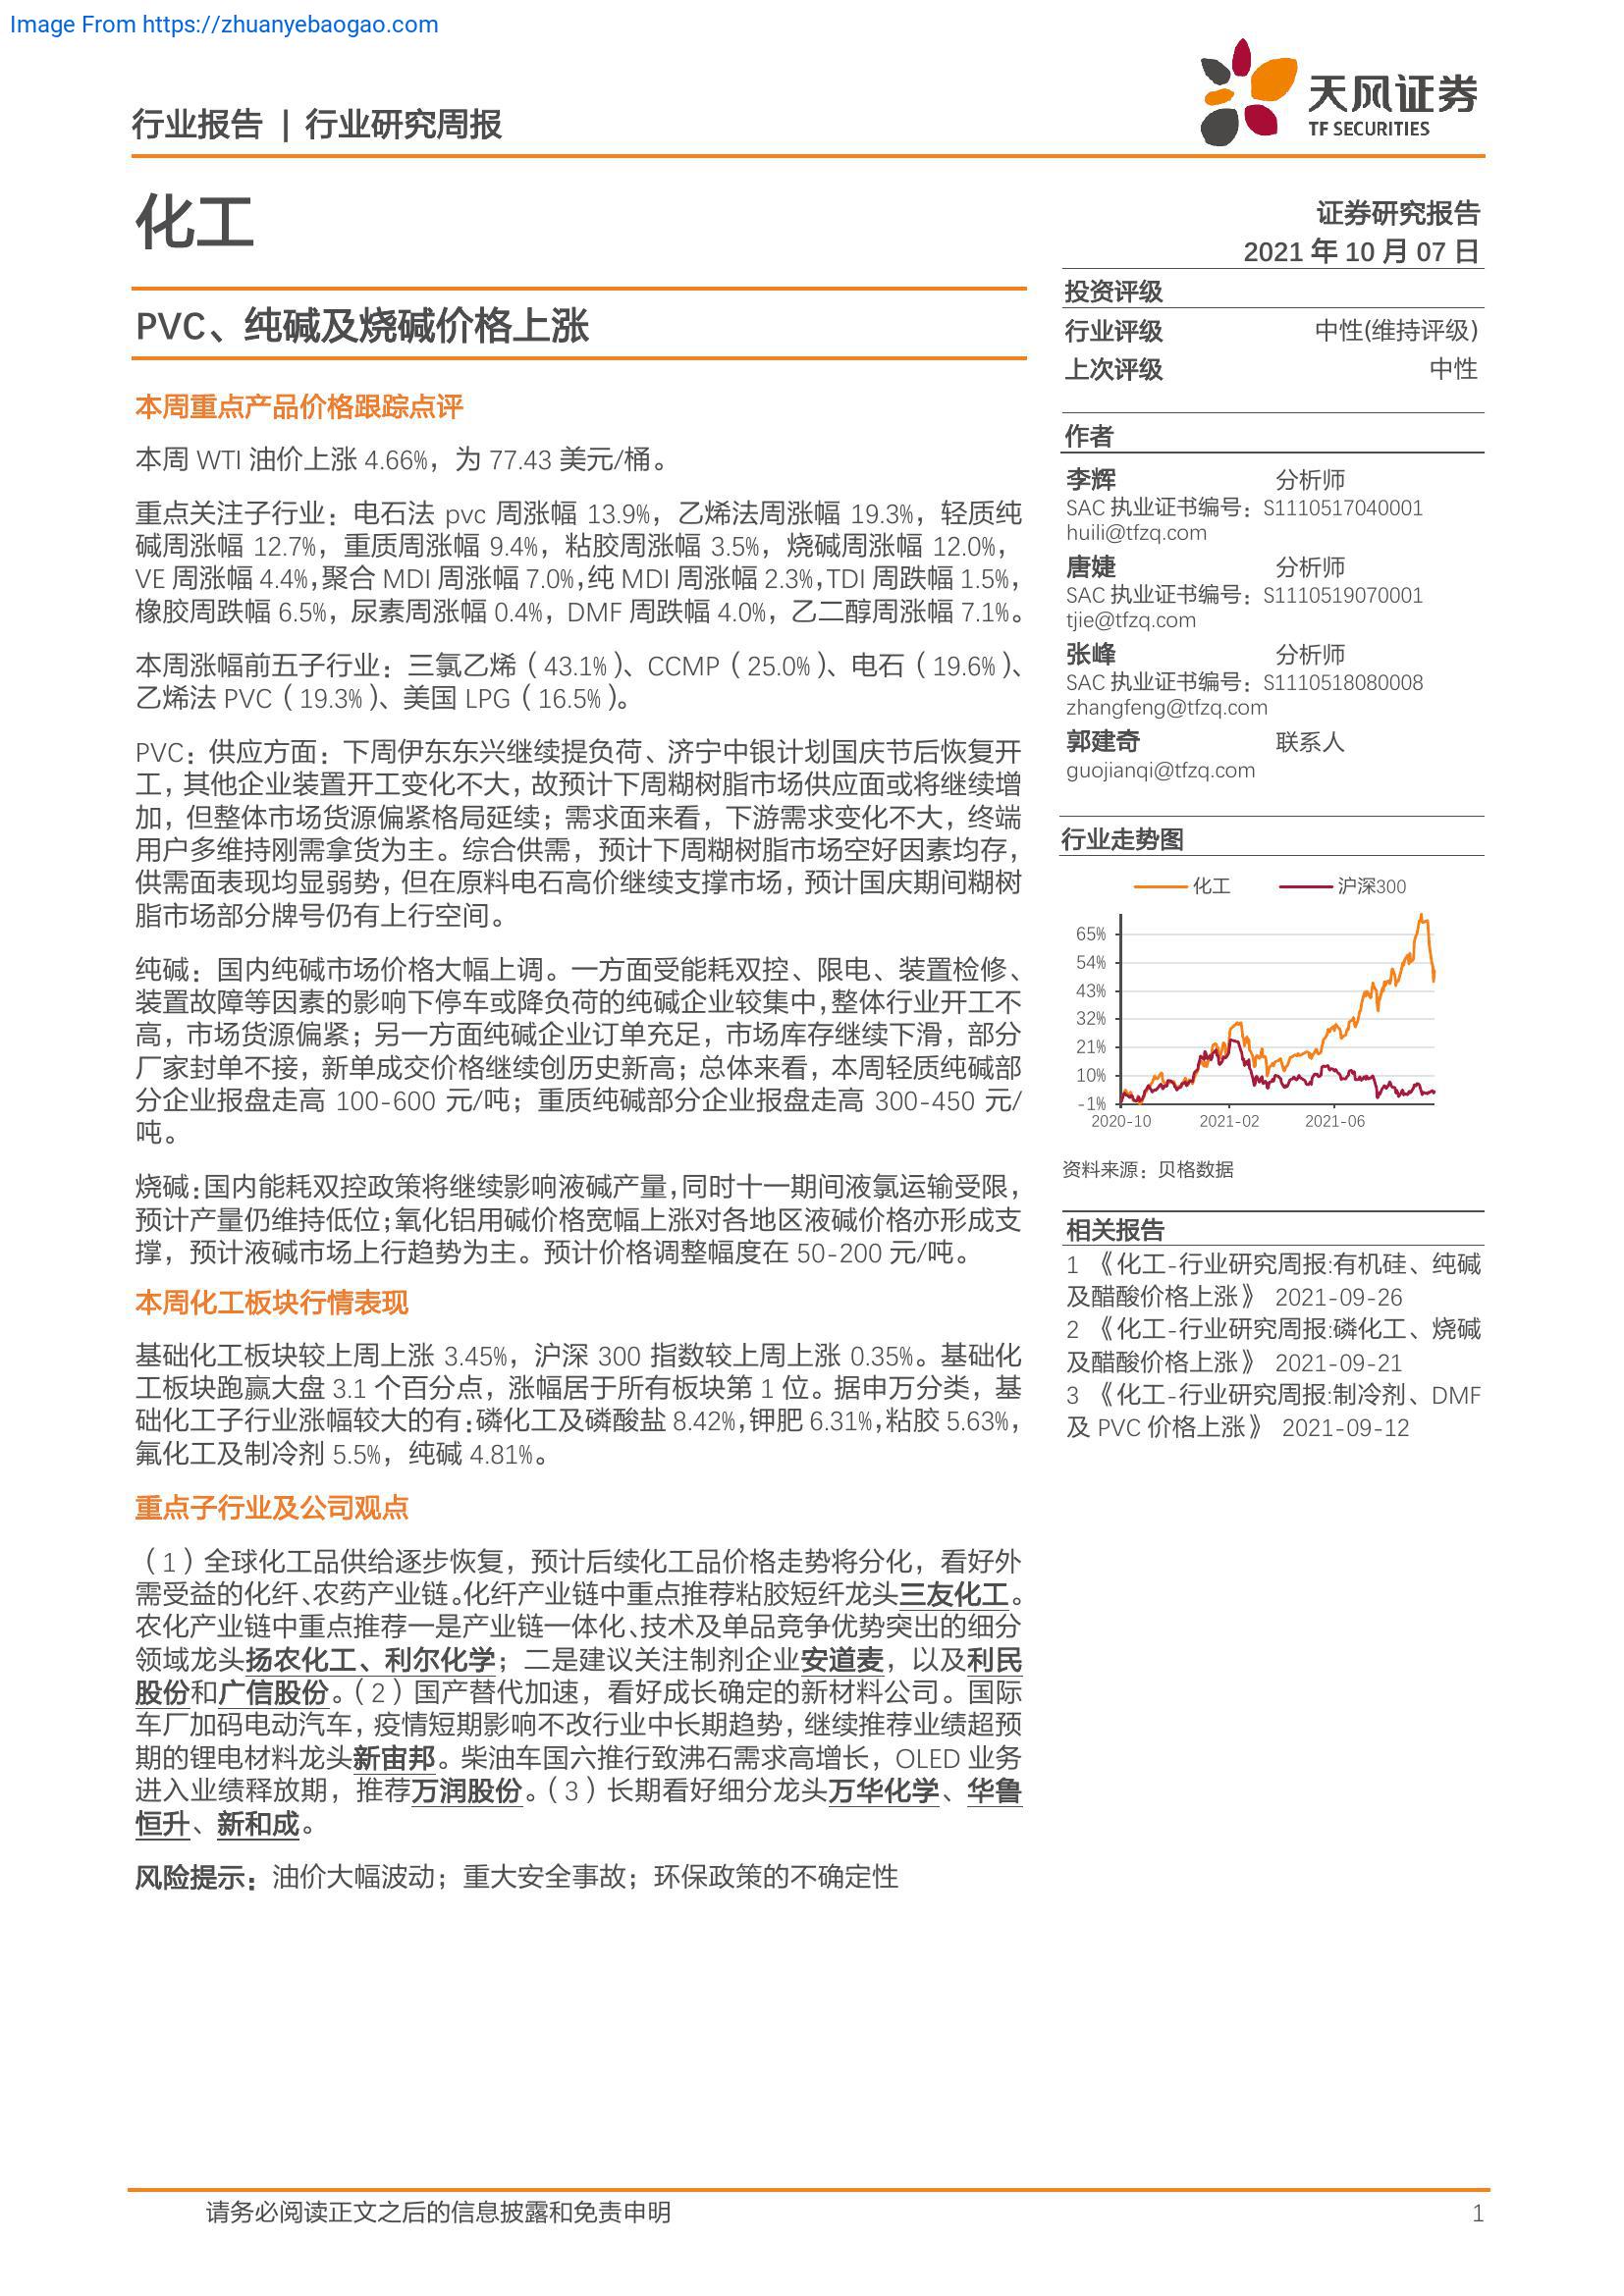 Image From https://zhuanyebaogao.com
行业报告 | 行业研究周报
天风证券
TF SECURITIES
化工
证券研究报告
2021 年 10 月 07 日
PVC、纯碱及烧碱价格上涨
本周重点产品价格跟踪点评
本周 WTI 油价上涨 4.66%，为 77.43 美元/桶。
重点关注子行业：电石法 pvc 周涨幅 13.9%，乙烯法周涨幅 19.3%，轻质纯
碱周涨幅 12.7%，重质周涨幅 9.4%，粘胶周涨幅 3.5%，烧碱周涨幅 12.0%，
VE 周涨幅 4.4%，聚合 MDI 周涨幅 7.0%，纯 MDI 周涨幅 2.3%，TDI 周跌幅 1.5%，
橡胶周跌幅 6.5%，尿素周涨幅 0.4%，DMF 周跌幅 4.0%，乙二醇周涨幅 7.1%。
本周涨幅前五子行业：三氯乙烯（43.1%）、CCMP（25.0%）、电石（19.6%）、
乙烯法 PVC（19.3%）、美国 LPG（16.5%）。
PVC：供应方面：下周伊东东兴继续提负荷、济宁中银计划国庆节后恢复开
工，其他企业装置开工变化不大，故预计下周糊树脂市场供应面或将继续增
加，但整体市场货源偏紧格局延续；需求面来看，下游需求变化不大，终端
用户多维持刚需拿货为主。综合供需，预计下周糊树脂市场空好因素均存，
供需面表现均显弱势，但在原料电石高价继续支撑市场，预计国庆期间糊树
脂市场部分牌号仍有上行空间。
纯碱：国内纯碱市场价格大幅上调。一方面受能耗双控、限电、装置检修、
装置故障等因素的影响下停车或降负荷的纯碱企业较集中，整体行业开工不
高，市场货源偏紧；另一方面纯碱企业订单充足，市场库存继续下滑，部分
厂家封单不接，新单成交价格继续创历史新高；总体来看，本周轻质纯碱部
分企业报盘走高 100-600 元/吨；重质纯碱部分企业报盘走高 300-450 元/
吨。
烧碱：国内能耗双控政策将继续影响液碱产量，同时十一期间液氯运输受限，
预计产量仍维持低位；氧化铝用碱价格宽幅上涨对各地区液碱价格亦形成支
撑，预计液碱市场上行趋势为主。预计价格调整幅度在 50-200 元/吨。
本周化工板块行情表现
基础化工板块较上周上涨 3.45%，沪深 300 指数较上周上涨 0.35%。基础化
工板块跑赢大盘 3.1 个百分点，涨幅居于所有板块第 1 位。据申万分类，基
础化工子行业涨幅较大的有：磷化工及磷酸盐 8.42%，钾肥 6.31%，粘胶 5.63%，
氟化工及制冷剂 5.5%，纯碱 4.81%。
重点子行业及公司观点
（1）全球化工品供给逐步恢复，预计后续化工品价格走势将分化，看好外
需受益的化纤、农药产业链。化纤产业链中重点推荐粘胶短纤龙头三友化工。
农化产业链中重点推荐一是产业链一体化、技术及单品竞争优势突出的细分
领域龙头扬农化工、利尔化学；二是建议关注制剂企业安道麦，以及利民
股份和广信股份。（2）国产替代加速，看好成长确定的新材料公司。国际
车厂加码电动汽车，疫情短期影响不改行业中长期趋势，继续推荐业绩超预
期的锂电材料龙头新宙邦。柴油车国六推行致沸石需求高增长，OLED 业务
进入业绩释放期，推荐万润股份。（3）长期看好细分龙头万华化学、华鲁
恒升、新和成。
风险提示：油价大幅波动；重大安全事故；环保政策的不确定性
投资评级
行业评级 中性(维持评级)
上次评级 中性
作者
李辉 分析师
SAC 执业证书编号：S1110517040001
huili@tfzq.com
唐婕 分析师
SAC 执业证书编号：S1110519070001
tjie@tfzq.com
张峰 分析师
SAC 执业证书编号：S1110518080008
zhangfeng@tfzq.com
郭建奇 联系人
guojianqi@tfzq.com
行业走势图
化工 沪深300
65%
54%
43%
32%
21%
10%
-1%
2020-10 2021-02 2021-06
资料来源：贝格数据
相关报告
1 《化工-行业研究周报:有机硅、纯碱
及醋酸价格上涨》 2021-09-26
2 《化工-行业研究周报:磷化工、烧碱
及醋酸价格上涨》 2021-09-21
3 《化工-行业研究周报:制冷剂、DMF
及 PVC 价格上涨》 2021-09-12
请务必阅读正文之后的信息披露和免责申明 1